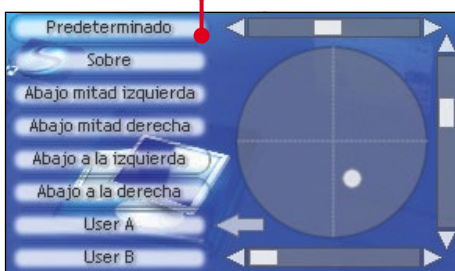 Predeterminado
Sobre
Abajo mitad izquierda
Abajo mitad derecha
Abajo a la izquierda
Abajo a la derecha
User A
User B